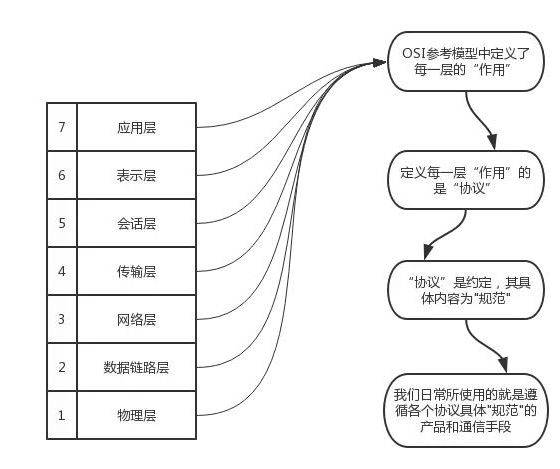 7 应用层
6 表示层
5 会话层
4 传输层
3 网络层
2 数据链路层
1 物理层
OSI参考模型中定义了
每一层的“作用”
定义每一层“作用”的
是“协议”
“协议”是约定，其具
体内容为"规范"
我们日常所使用的就是遵
循各个协议具体"规范"的
产品和通信手段